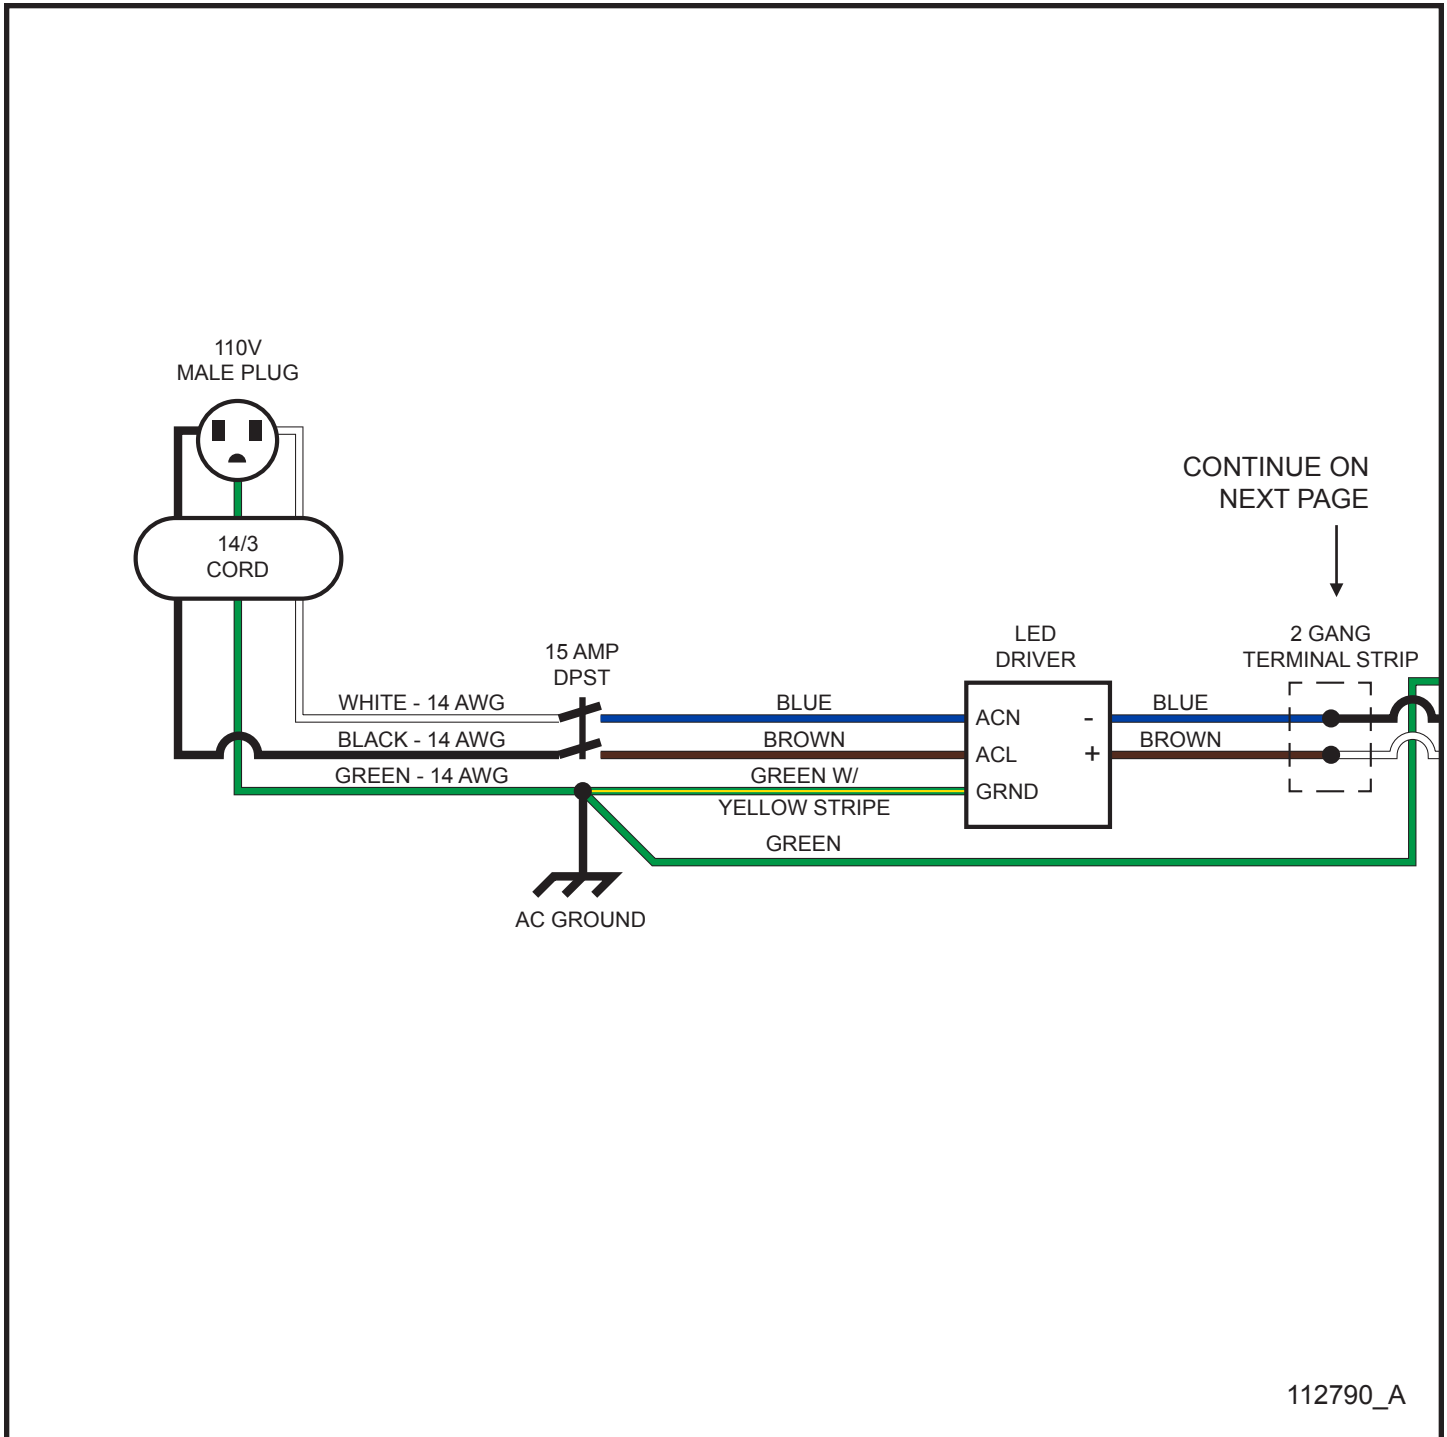 110V
MALE PLUG
14/3
CORD
CONTINUE ON
NEXT PAGE
15 AMP
DPST
LED
DRIVER
2 GANG
TERMINAL STRIP
WHITE - 14 AWG
BLUE
ACN
-
BLUE
BLACK - 14 AWG
BROWN
ACL
+
BROWN
GREEN - 14 AWG
GREEN W/
YELLOW STRIPE
GRND
GREEN
AC GROUND
112790_A